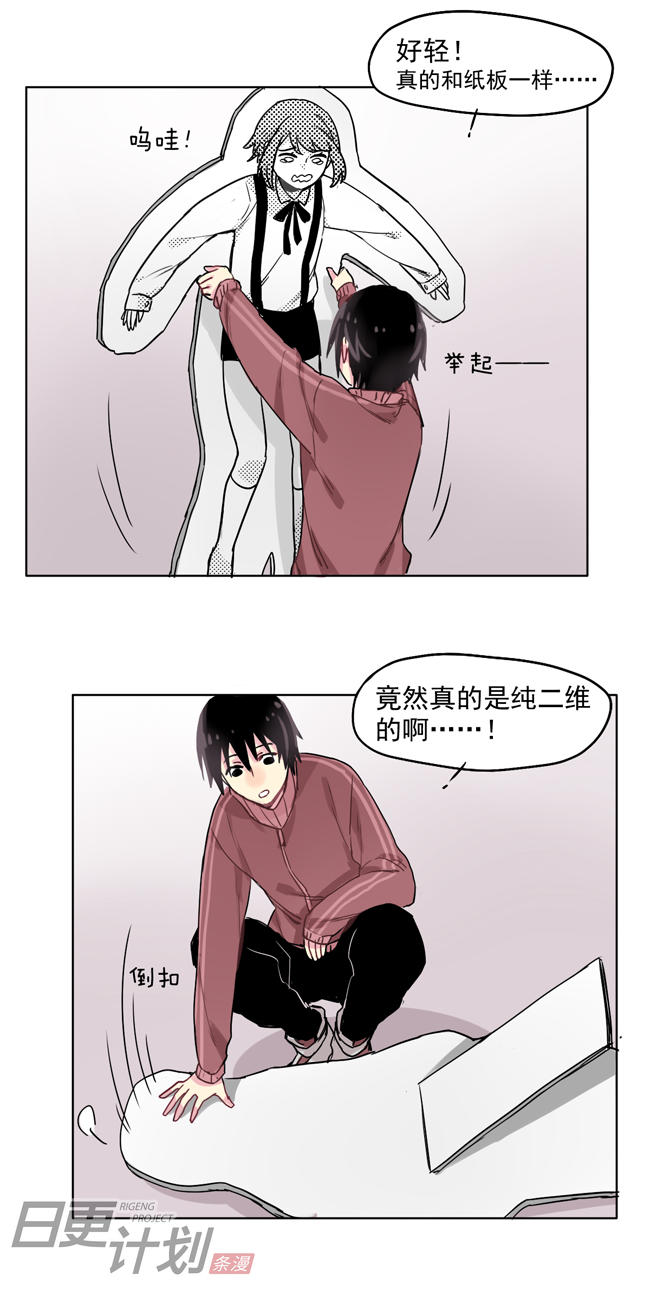 好轻！
真的和纸板一样……
呜哇！
举起——
竟然真的是纯二维
的啊……！
倒扣
日更计划
RIGENG
PROJECT
条漫